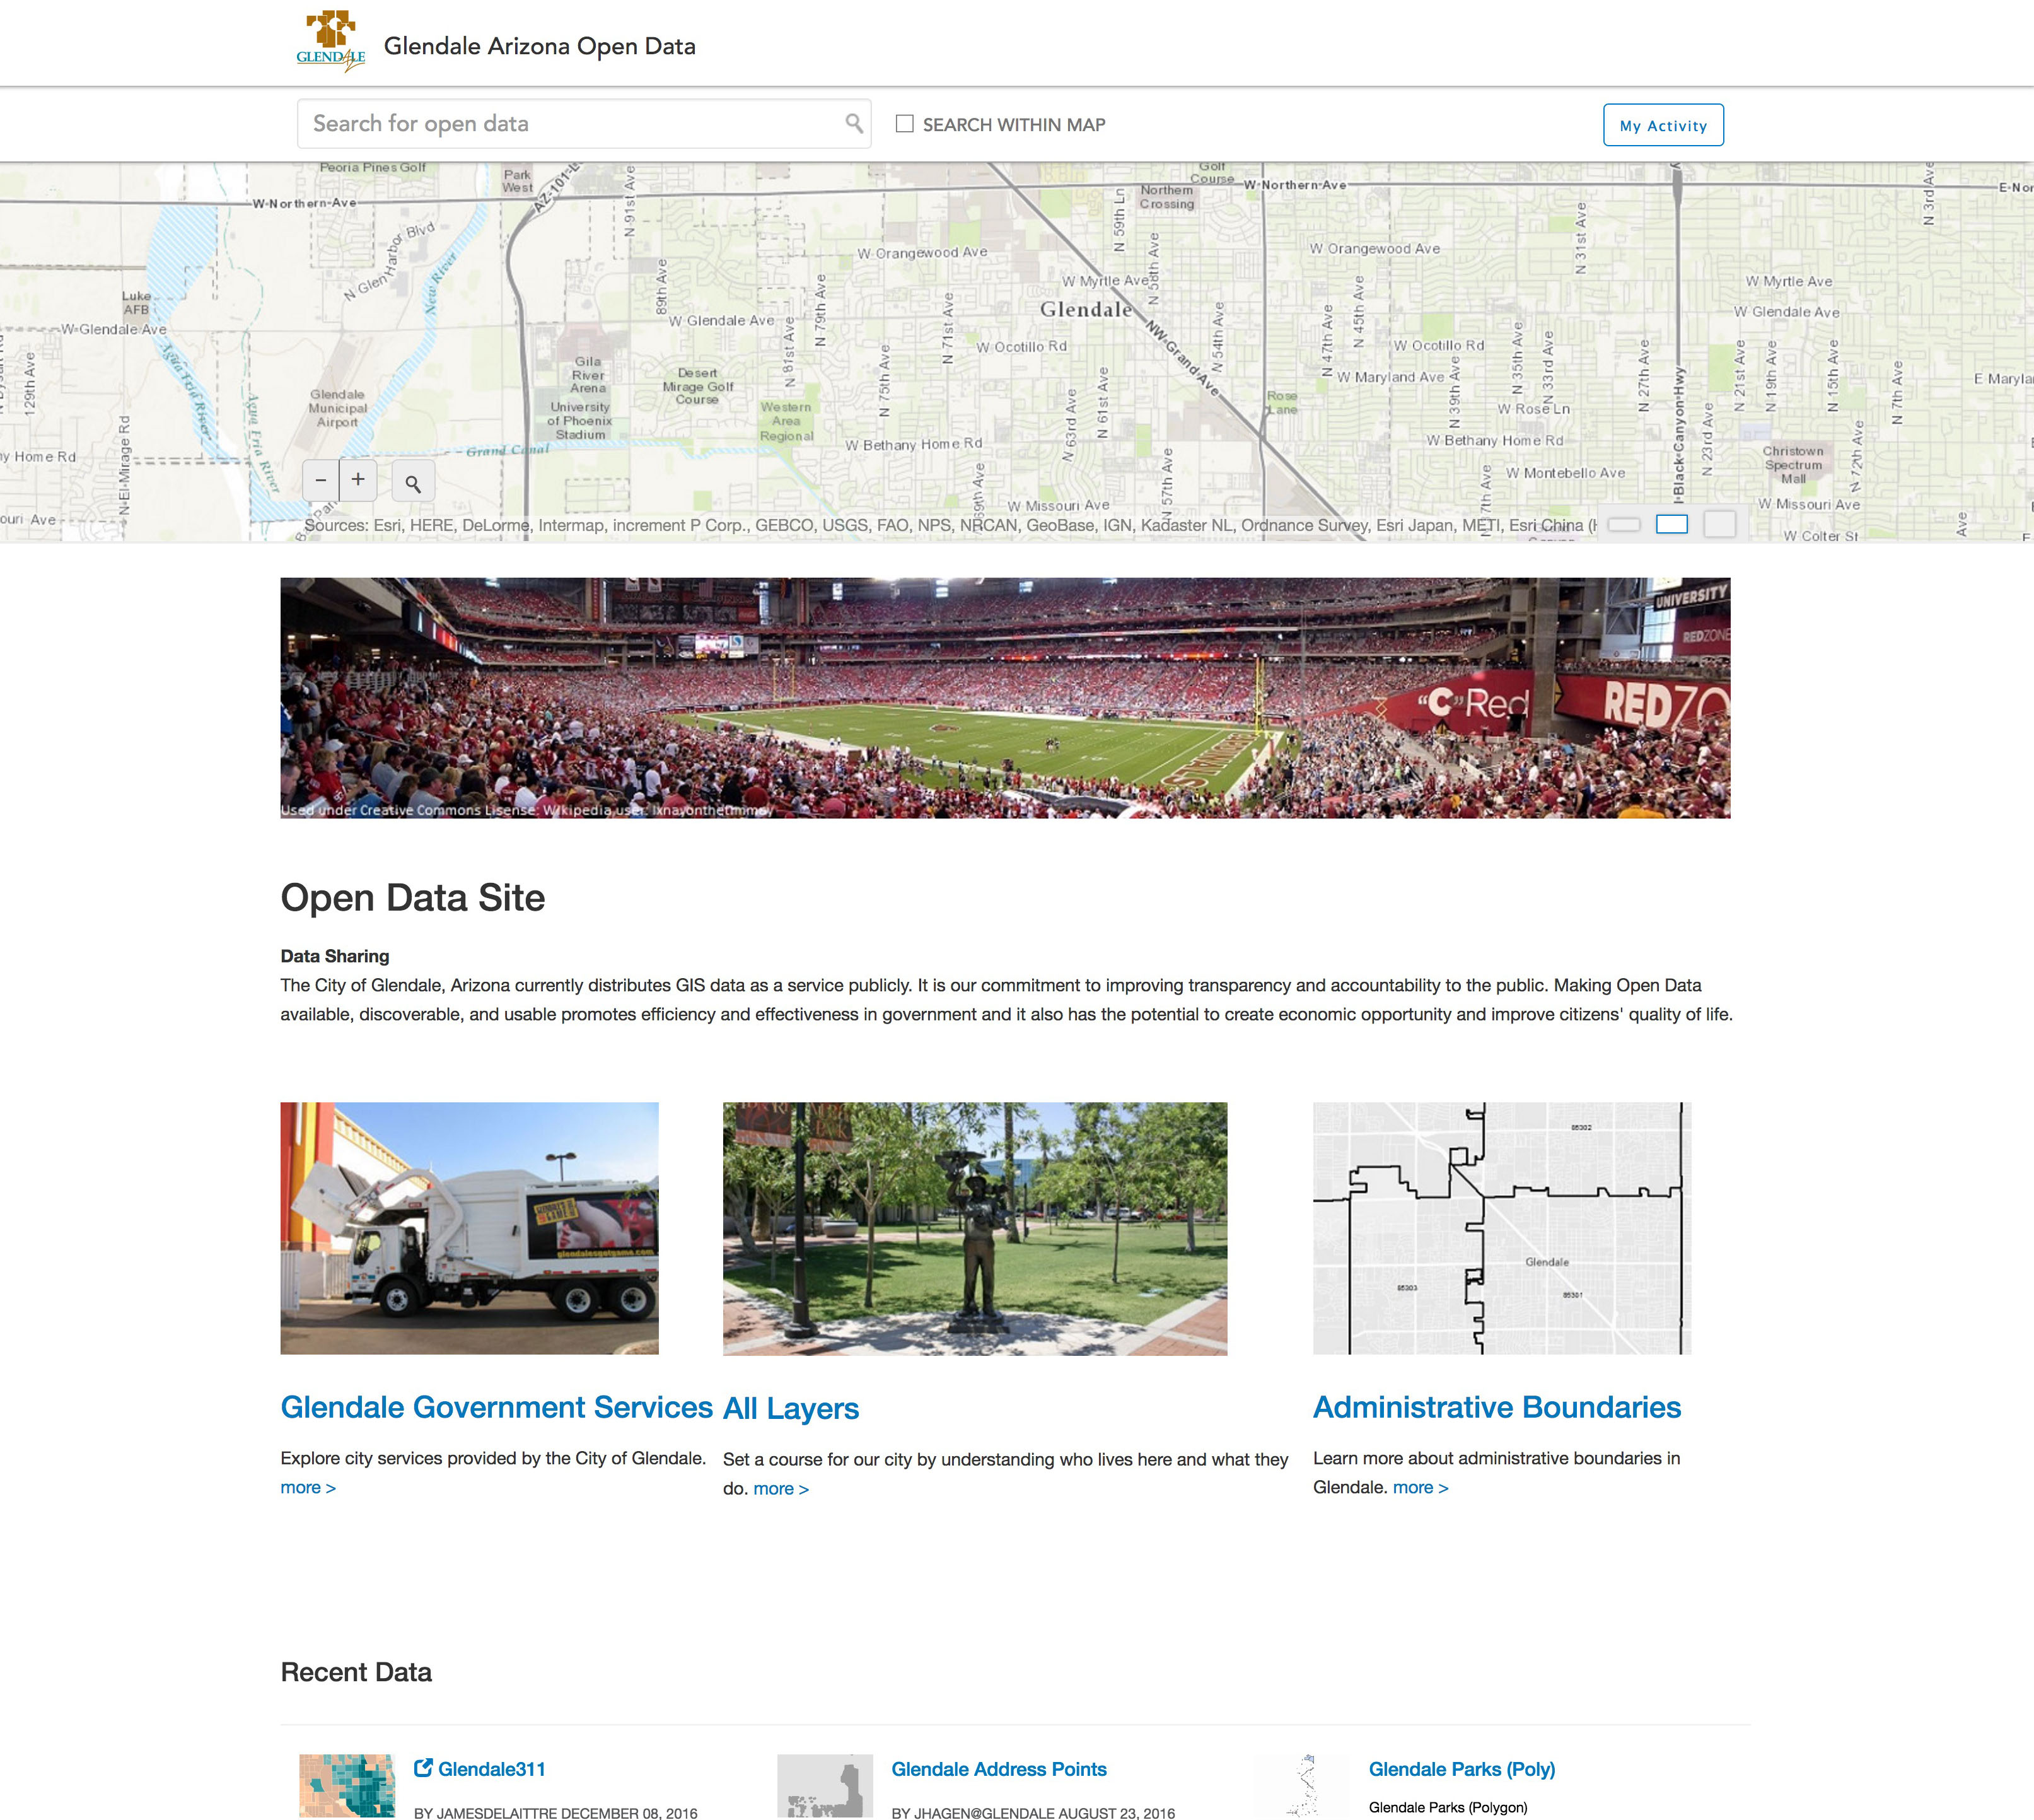 GLENDALE
Glendale Arizona Open Data
Search for open data
SEARCH WITHIN MAP
My Activity
Peoria Pines Golf
Park West
AZ-101-L
N 91st Ave
Golf Course
W Northern Ave
N 3rd Ave
E Nor
W Northern Ave
Northern Crossing
N 59th Ln
N Glen Harbor Blvd
New River
W Orangewood Ave
N 58th Ave
W Orangewood Ave
N 31st Ave
Luke AFB
89th Ave
N 79th Ave
W Myrtle Ave
W Myrtle Ave
Glendale
N 45th Ave
W Glendale Ave
W Glendale Ave
N 71st Ave
W Glendale Ave
N 81st Ave
W Ocotillo Rd
NW Grand Ave
N 54th Ave
N 47th Ave
W Ocotillo Rd
N 35th Ave
N 33rd Ave
N 27th Ave
N 21st Ave
N 19th Ave
N 15th Ave
129th Ave
Agua Fria River
Gila River Arena
Desert Mirage Golf Course
N 75th Ave
N 61st Ave
W Maryland Ave
N 39th Ave
E Maryla
N 7th Ave
Glendale Municipal Airport
Agua Fria River
University of Phoenix Stadium
Western Area Regional
N 63rd Ave
Rose Lane
W Rose Ln
Black Canyon Hwy
N 23rd Ave
N-El-Mirage Rd
Grand Canal
W Bethany Home Rd
W Bethany Home Rd
Christown Spectrum Mall
y Home Rd
N 57th Ave
W Montebello Ave
ouri Ave
W Missouri Ave
W Missouri Ave
− +
Sources: Esri, HERE, DeLorme, Intermap, increment P Corp., GEBCO, USGS, FAO, NPS, NRCAN, GeoBase, IGN, Kadaster NL, Ordnance Survey, Esri Japan, METI, Esri China (H
W Colter St
UNIVERSITY
REDZONE
"C" Red
REDZO
CARDINALS
Used under Creative Commons Lisense: Wikipedia user: ixnayonthetimmay
Open Data Site
Data Sharing
The City of Glendale, Arizona currently distributes GIS data as a service publicly. It is our commitment to improving transparency and accountability to the public. Making Open Data
available, discoverable, and usable promotes efficiency and effectiveness in government and it also has the potential to create economic opportunity and improve citizens' quality of life.
glendalesgotgame.com
85302
Glendale
85303
85301
Glendale Government Services
Explore city services provided by the City of Glendale.
more >
All Layers
Set a course for our city by understanding who lives here and what they
do. more >
Administrative Boundaries
Learn more about administrative boundaries in
Glendale. more >
Recent Data
Glendale311
BY JAMESDELAITTRE DECEMBER 08, 2016
Glendale Address Points
BY JHAGEN@GLENDALE AUGUST 23, 2016
Glendale Parks (Poly)
Glendale Parks (Polygon)